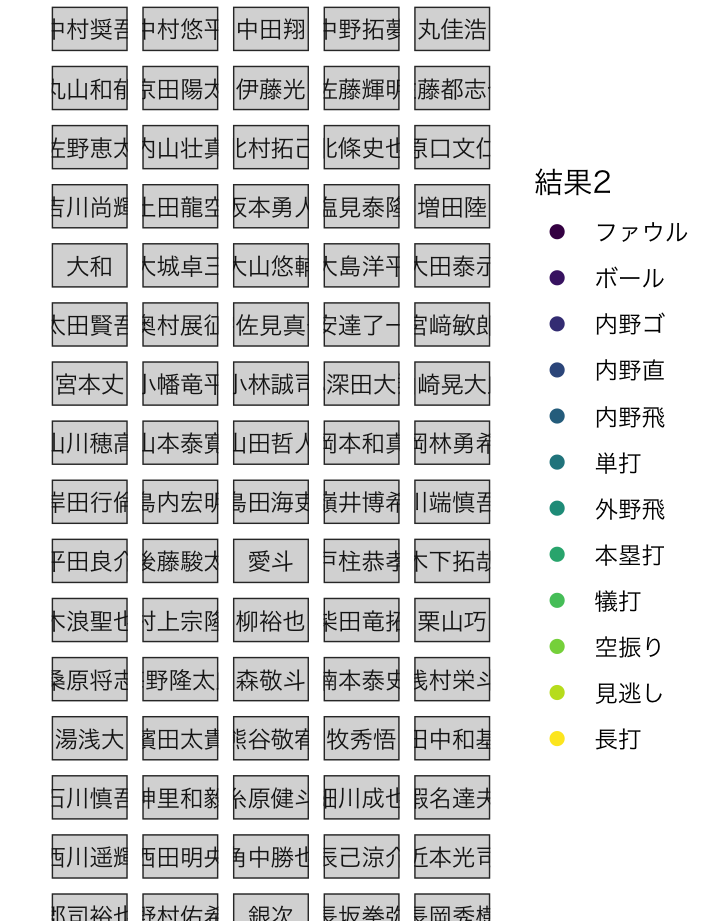 中村奨吾 中村悠平 中田翔 中野拓夢 丸佳浩
丸山和郁 京田陽太 伊藤光 佐藤輝明 藤都志
佐野恵太 内山壮真 北村拓己 北條史也 原口文仁
吉川尚輝 土田龍空 坂本勇人 塩見泰隆 増田陸
大和 大城卓三 大山悠輔 大島洋平 太田泰示
太田賢吾 奥村展征 佐見真 安達了一 宮﨑敏郎
宮本丈 小幡竜平 小林誠司 深田大 崎晃大
山川穂高 山本泰寛 山田哲人 岡本和真 岡林勇希
岸田行倫 島内宏明 島田海吏 嶺井博希 川端慎吾
平田良介 後藤駿太 愛斗 戸柱恭孝 木下拓哉
木浪聖也 村上宗隆 柳裕也 柴田竜拓 栗山巧
桑原将志 野隆太 森敬斗 楠本泰史 浅村栄斗
湯浅大 濱田太貴 熊谷敬宥 牧秀悟 田中和基
石川慎吾 神里和毅 糸原健斗 細川成也 蝦名達夫
西川遥輝 西田明央 角中勝也 辰己涼介 近本光司
郡司裕也 野村佑希 銀次 長坂拳弥 長岡秀樹
結果2
ファウル
ボール
内野ゴ
内野直
内野飛
単打
外野飛
本塁打
犠打
空振り
見逃し
長打